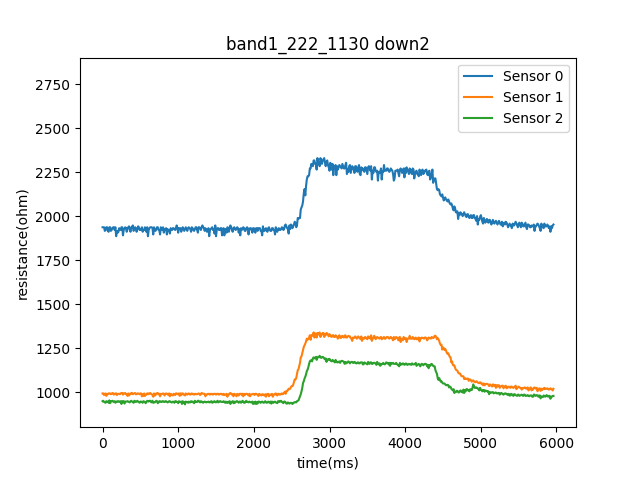 band1_222_1130 down2
Sensor 0
Sensor 1
Sensor 2
resistance(ohm)
2750
2500
2250
2000
1750
1500
1250
1000
0 1000 2000 3000 4000 5000 6000
time(ms)